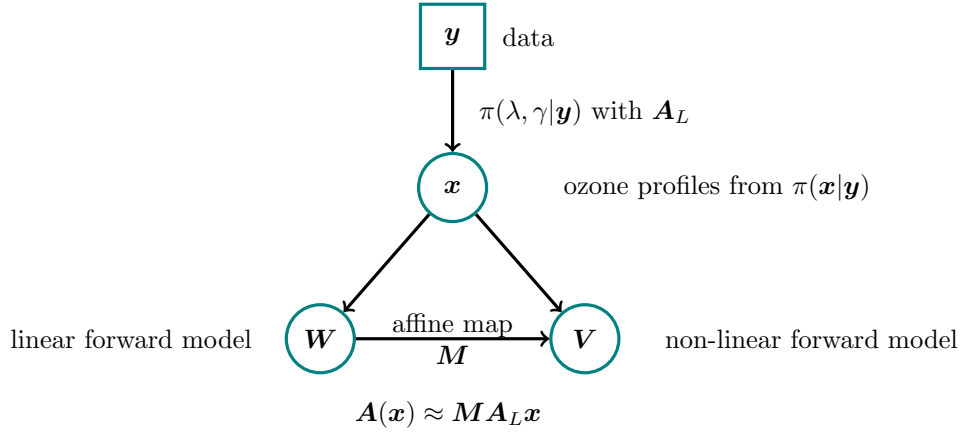 y data
π(λ, γ|y) with A_L
x ozone profiles from π(x|y)
linear forward model W affine map V non-linear forward model
M
A(x) ≈ MA_Lx